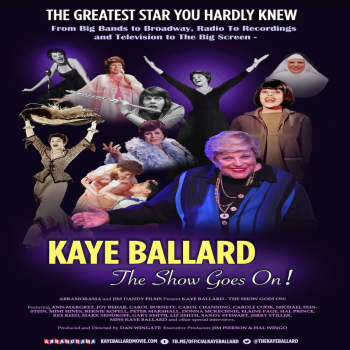 THE GREATEST STAR YOU HARDLY KNEW
From Big Bands to Broadway, Radio To Recordings
and Television to The Big Screen -
KAYE BALLARD
The Show Goes On!
ABRAMORAMA and JIM DANDY FILMS Present KAYE BALLARD - THE SHOW GOES ON!
Featuring ANN-MARGRET, JOY BEHAR, CAROL BURNETT, CAROL CHANNING, CAROLE COOK, MICHAEL FEIN-
STEIN, MIMI HINES, BERNIE KOPELL, PETER MARSHALL, DONNA MCKECHNIE, ELAINE PAGE, HAL PRINCE,
REX REED, MARK SENDROFF, GARY SMITH, LIZ SMITH, SANDY STEWART, JERRY STILLER,
MISS KAYE BALLARD and other special interviews.
Produced and Directed by DAN WINGATE. Executive Producers JIM PIERSON & HAL WINGO
ABRAMORAMA
KAYEBALLARDMOVIE.COM
FB.ME/OFFICIALKAYEBALLARD
@THEKAYEBALLARD